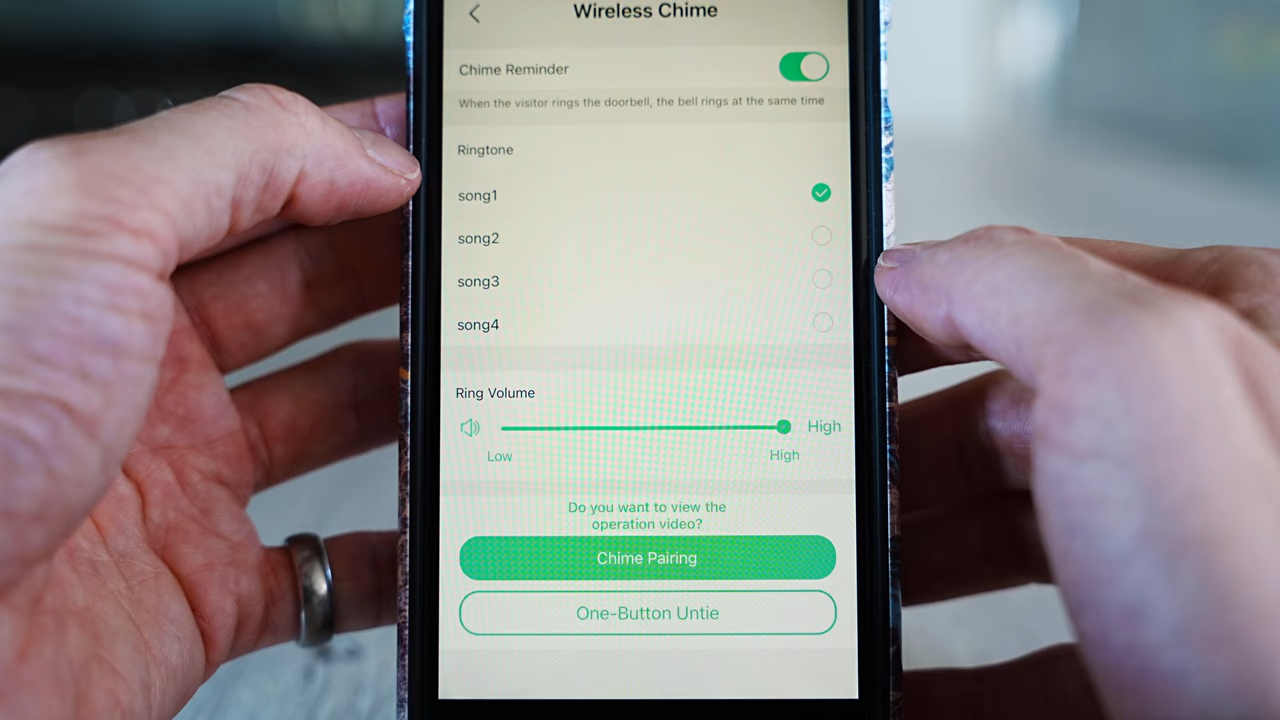 Wireless Chime
Chime Reminder
When the visitor rings the doorbell, the bell rings at the same time
Ringtone
song1
song2
song3
song4
Ring Volume
High
Low
High
Do you want to view the
operation video?
Chime Pairing
One-Button Untie